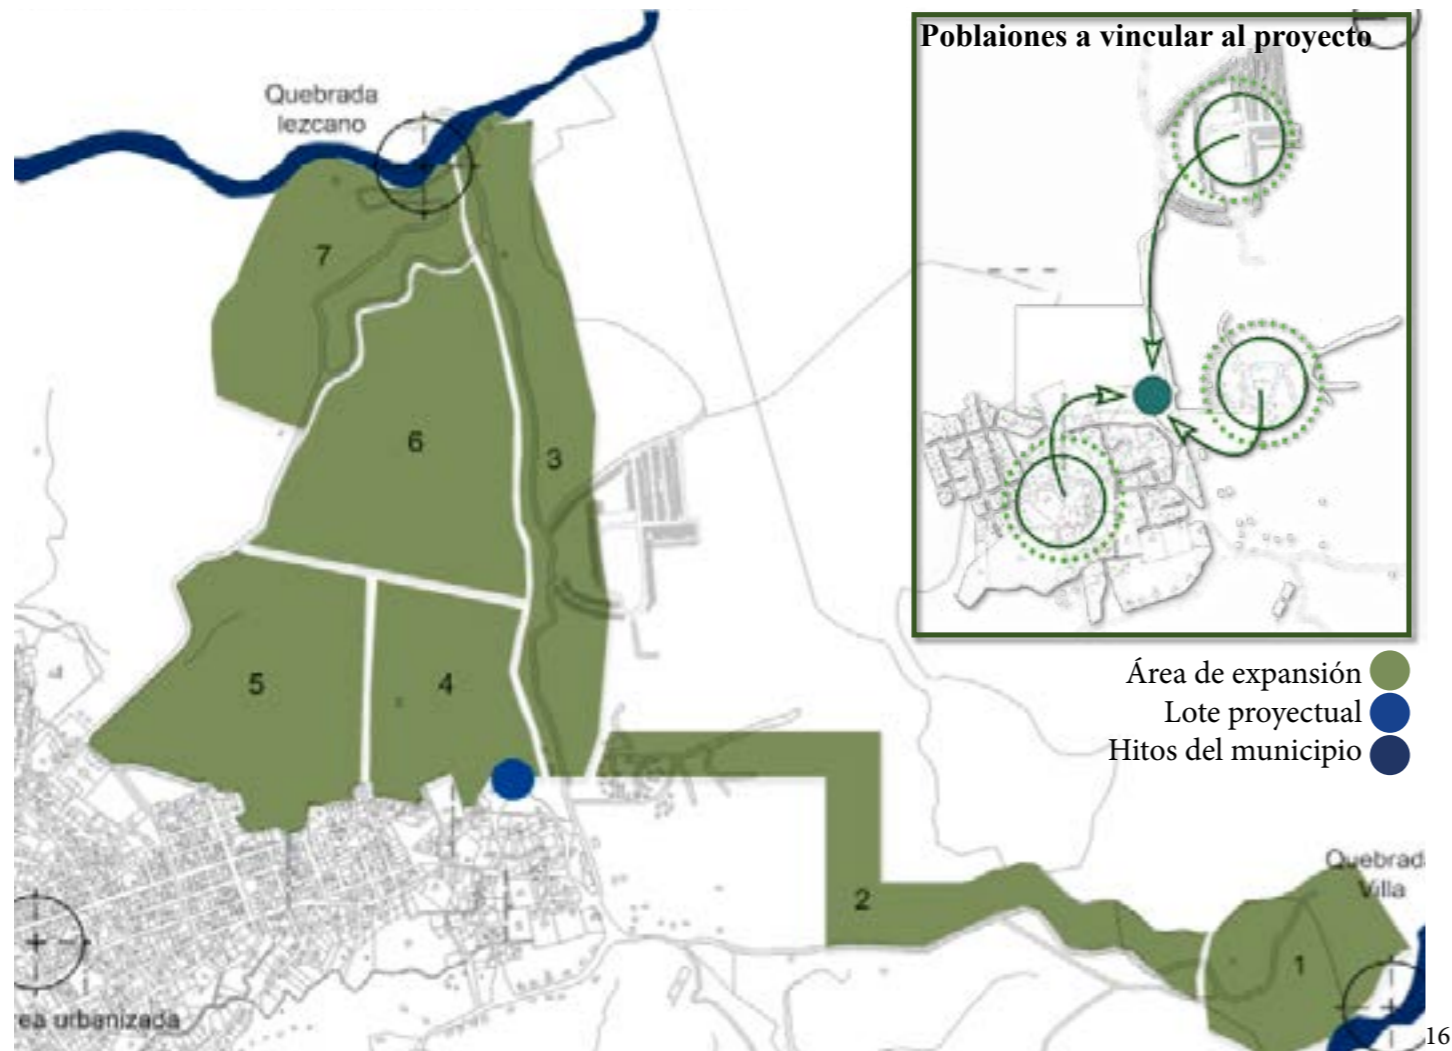 Poblaiones a vincular al proyecto
Quebrada
lezcano
7
6
3
5
4
Área de expansión
Lote proyectual
Hitos del municipio
2
1
Quebrad
Villa
ea urbanizada
16